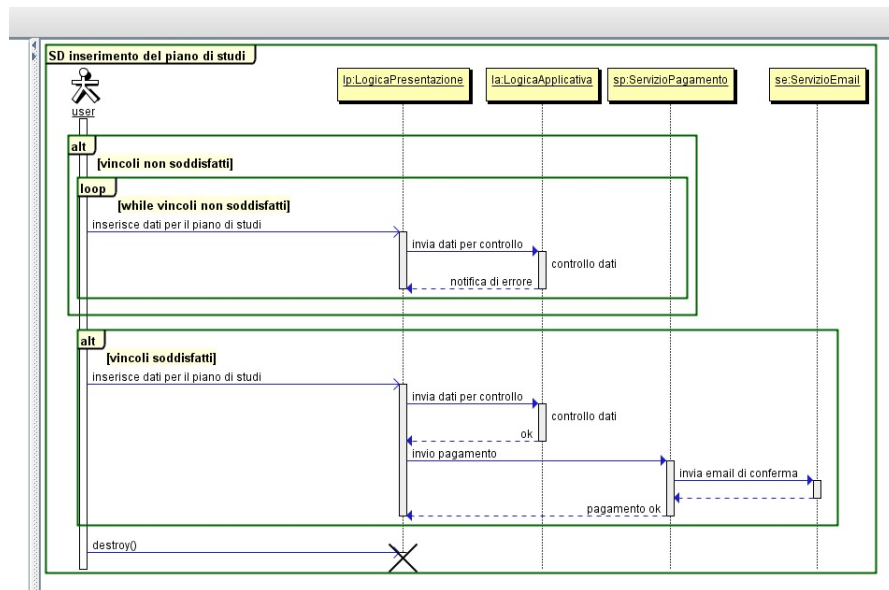 SD inserimento del piano di studi
user
lp:LogicaPresentazione
la:LogicaApplicativa
sp:ServizioPagamento
se:ServizioEmail
alt
[vincoli non soddisfatti]
loop
[while vincoli non soddisfatti]
inserisce dati per il piano di studi
invia dati per controllo
controllo dati
notifica di errore
alt
[vincoli soddisfatti]
inserisce dati per il piano di studi
invia dati per controllo
controllo dati
ok
invio pagamento
invia email di conferma
pagamento ok
destroy()